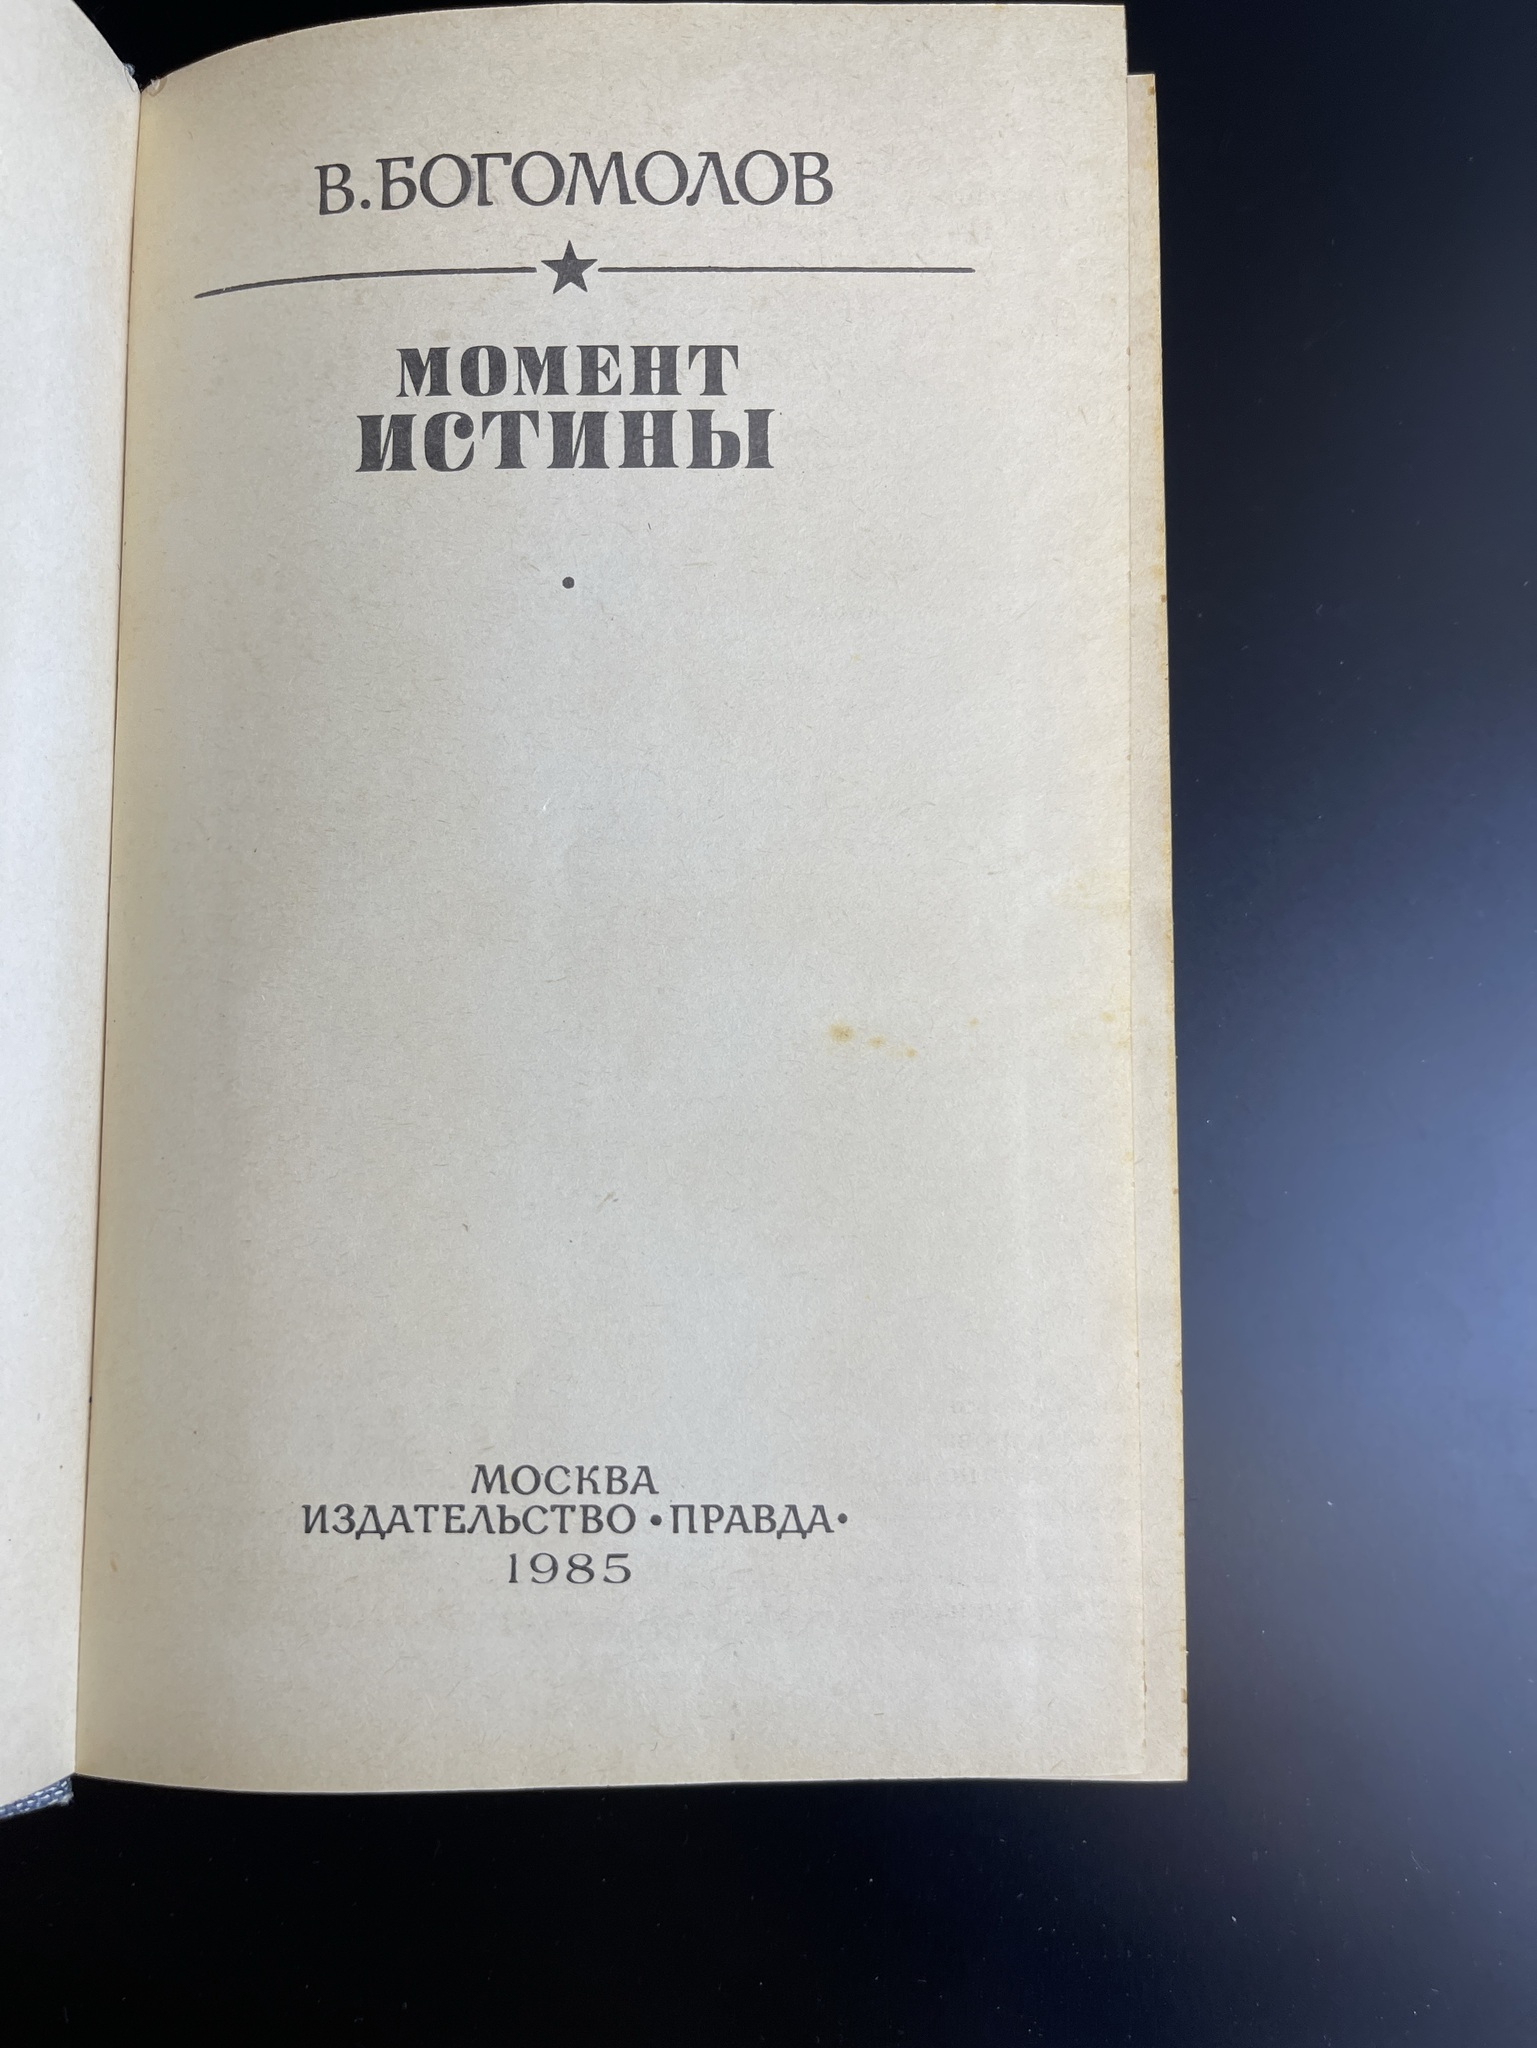 В. БОГОМОЛОВ
МОМЕНТ
ИСТИНЫ
МОСКВА
ИЗДАТЕЛЬСТВО •ПРАВДА•
1985